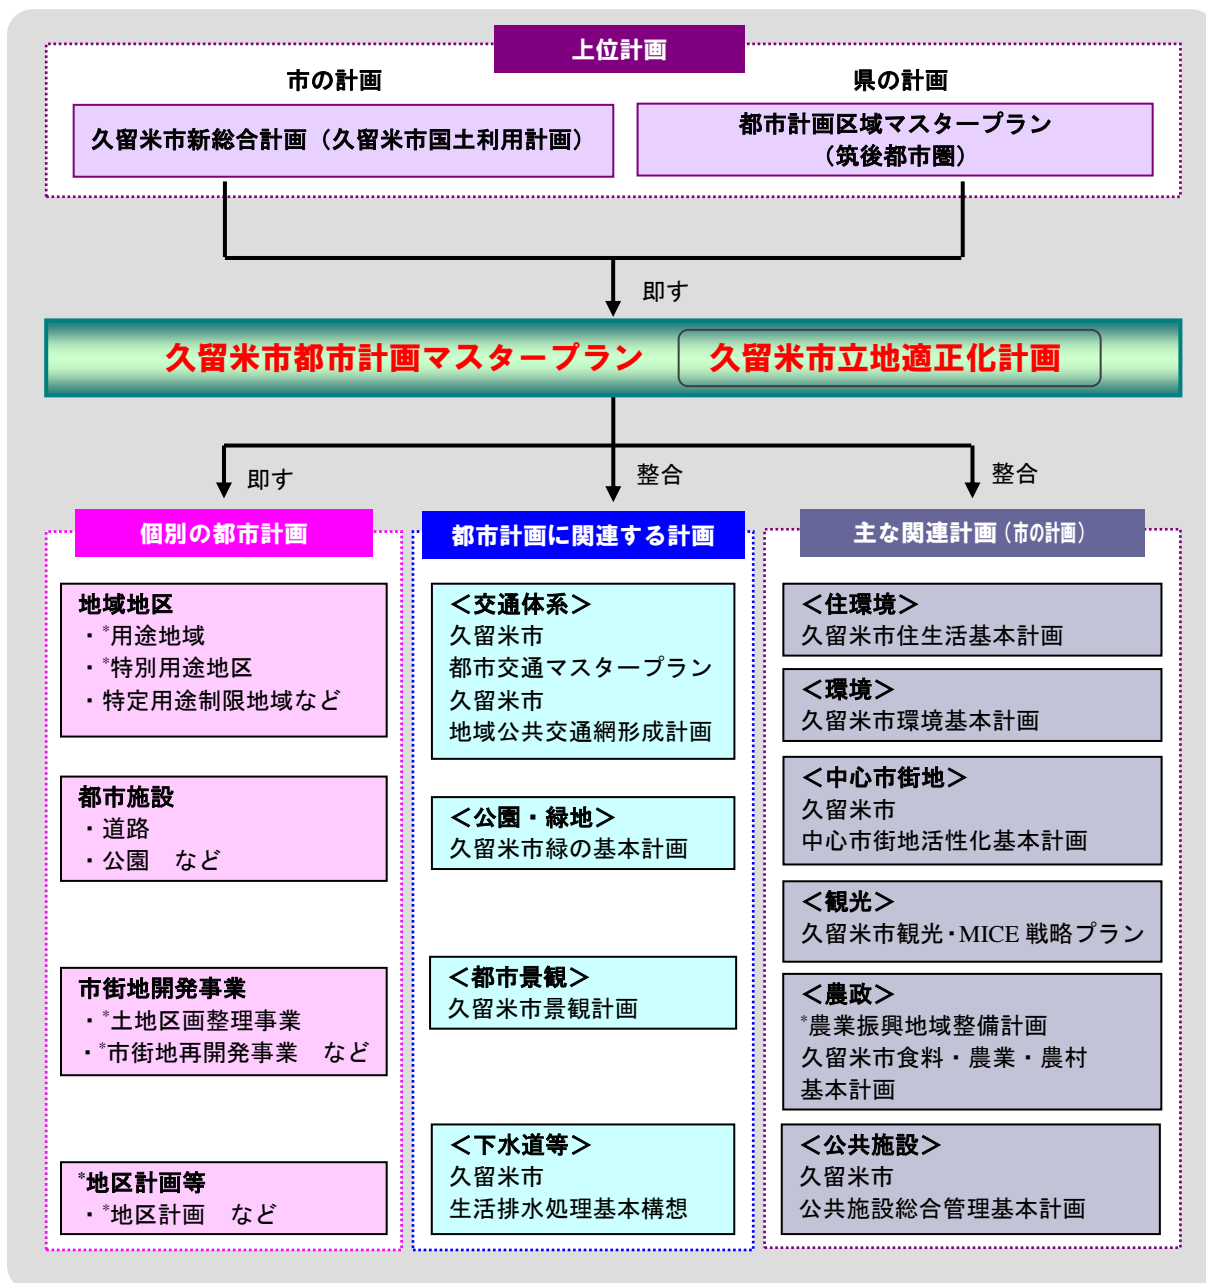 上位計画
市の計画
県の計画
久留米市新総合計画（久留米市国土利用計画）
都市計画区域マスタープラン
（筑後都市圏）
即す
久留米市都市計画マスタープラン
久留米市立地適正化計画
即す
整合
整合
個別の都市計画
地域地区
・*用途地域
・*特別用途地区
・特定用途制限地域など
都市施設
・道路
・公園　など
市街地開発事業
・*土地区画整理事業
・*市街地再開発事業　など
*地区計画等
・*地区計画　など
都市計画に関連する計画
＜交通体系＞
久留米市
都市交通マスタープラン
久留米市
地域公共交通網形成計画
＜公園・緑地＞
久留米市緑の基本計画
＜都市景観＞
久留米市景観計画
＜下水道等＞
久留米市
生活排水処理基本構想
主な関連計画（市の計画）
＜住環境＞
久留米市住生活基本計画
＜環境＞
久留米市環境基本計画
＜中心市街地＞
久留米市
中心市街地活性化基本計画
＜観光＞
久留米市観光・MICE 戦略プラン
＜農政＞
*農業振興地域整備計画
久留米市食料・農業・農村
基本計画
＜公共施設＞
久留米市
公共施設総合管理基本計画